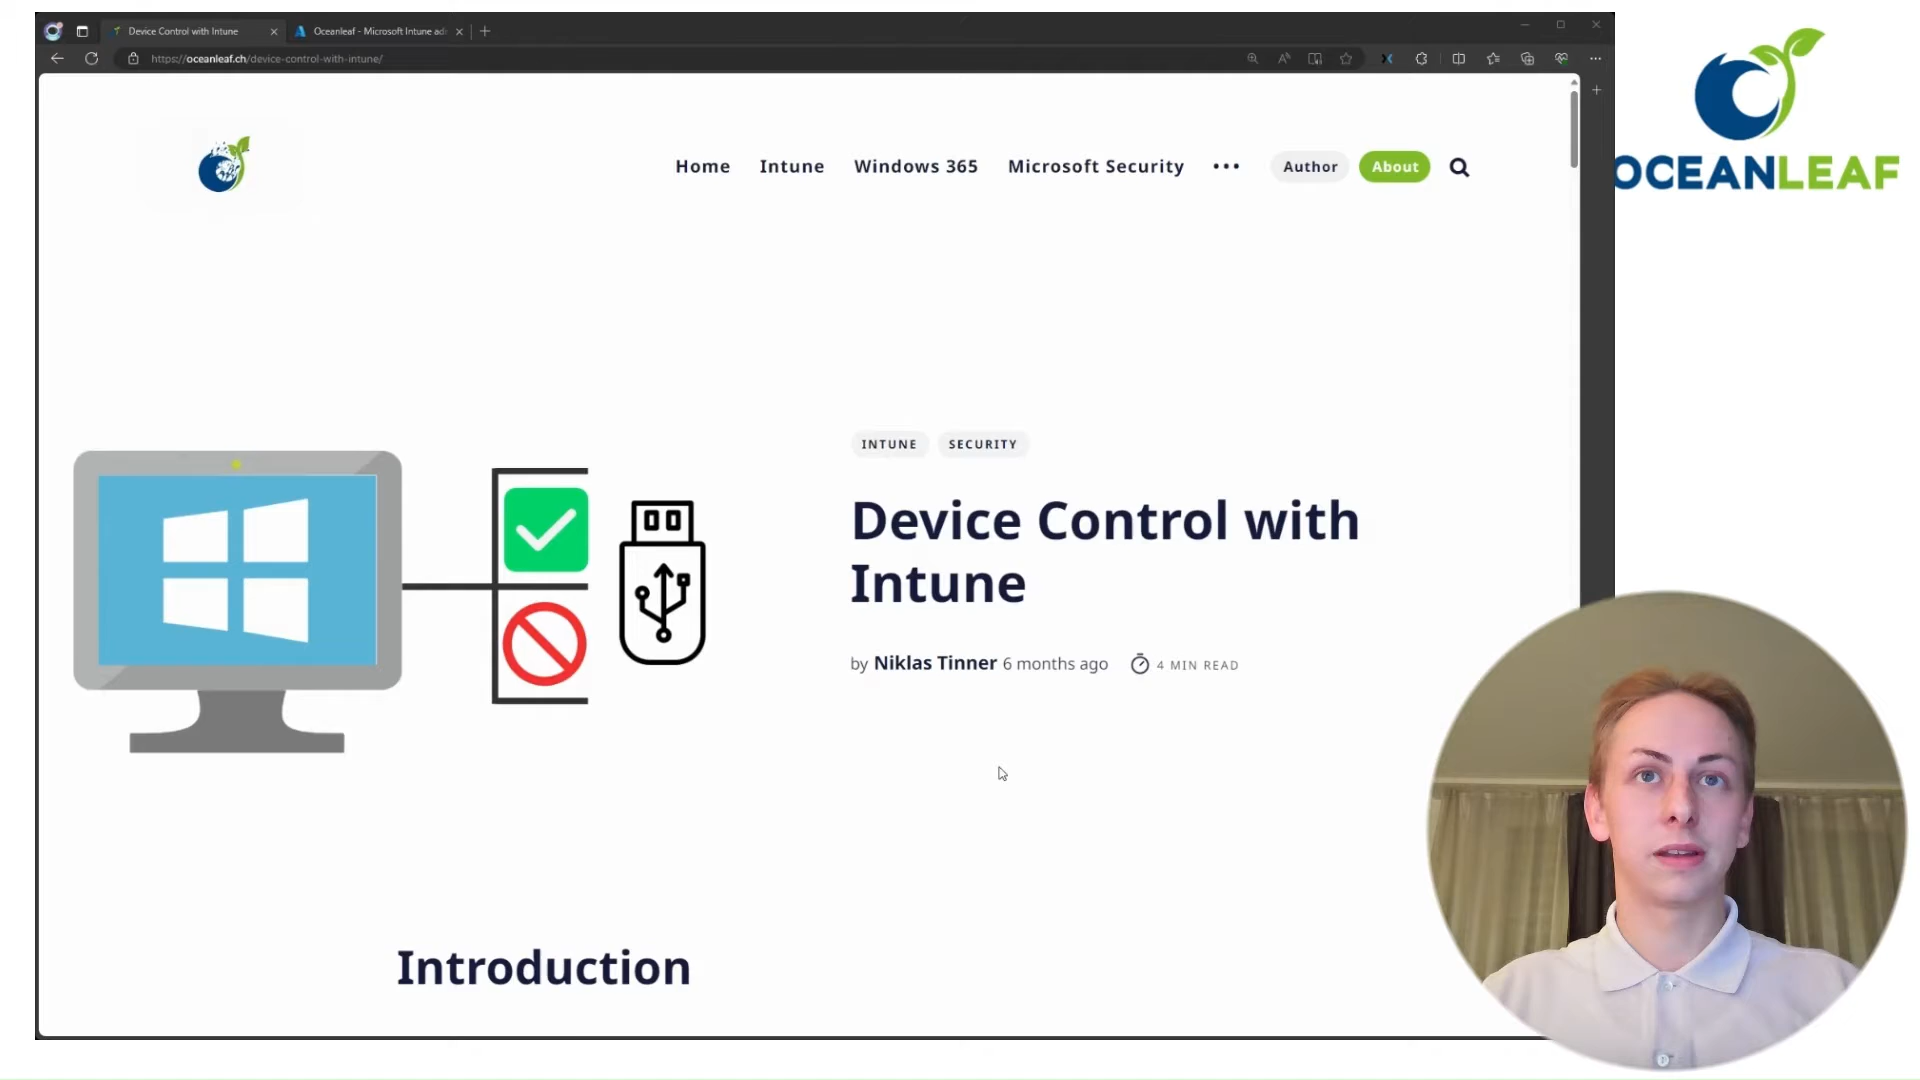 Device Control with Intune
Oceanleaf - Microsoft Intune ad
https://oceanleaf.ch/device-control-with-intune/
OCEANLEAF
Home
Intune
Windows 365
Microsoft Security
Author
About
INTUNE
SECURITY
Device Control with
Intune
by Niklas Tinner 6 months ago
4 MIN READ
Introduction